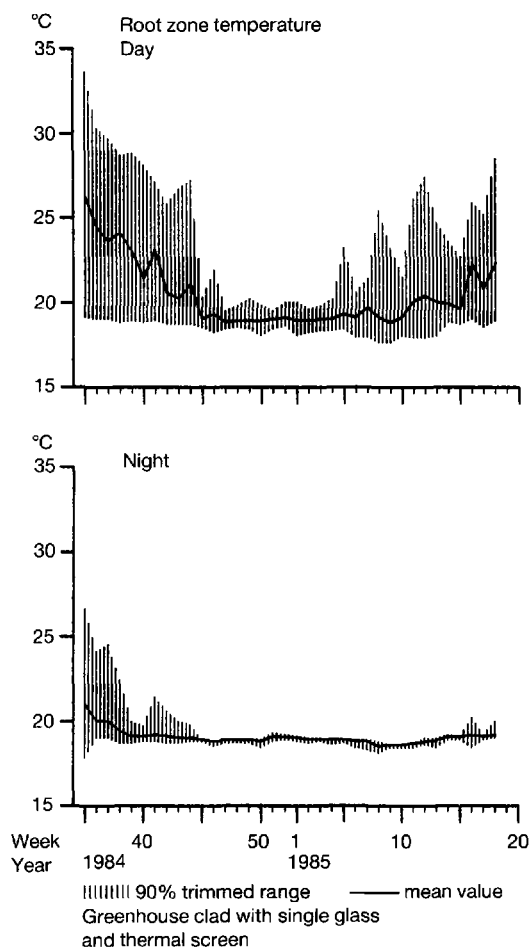 °C
Root zone temperature
Day
35
30
25
20
15
°C
Night
35
30
25
20
15
Week 40 50 1 10 20
Year 1984 1985
90% trimmed range mean value
Greenhouse clad with single glass
and thermal screen